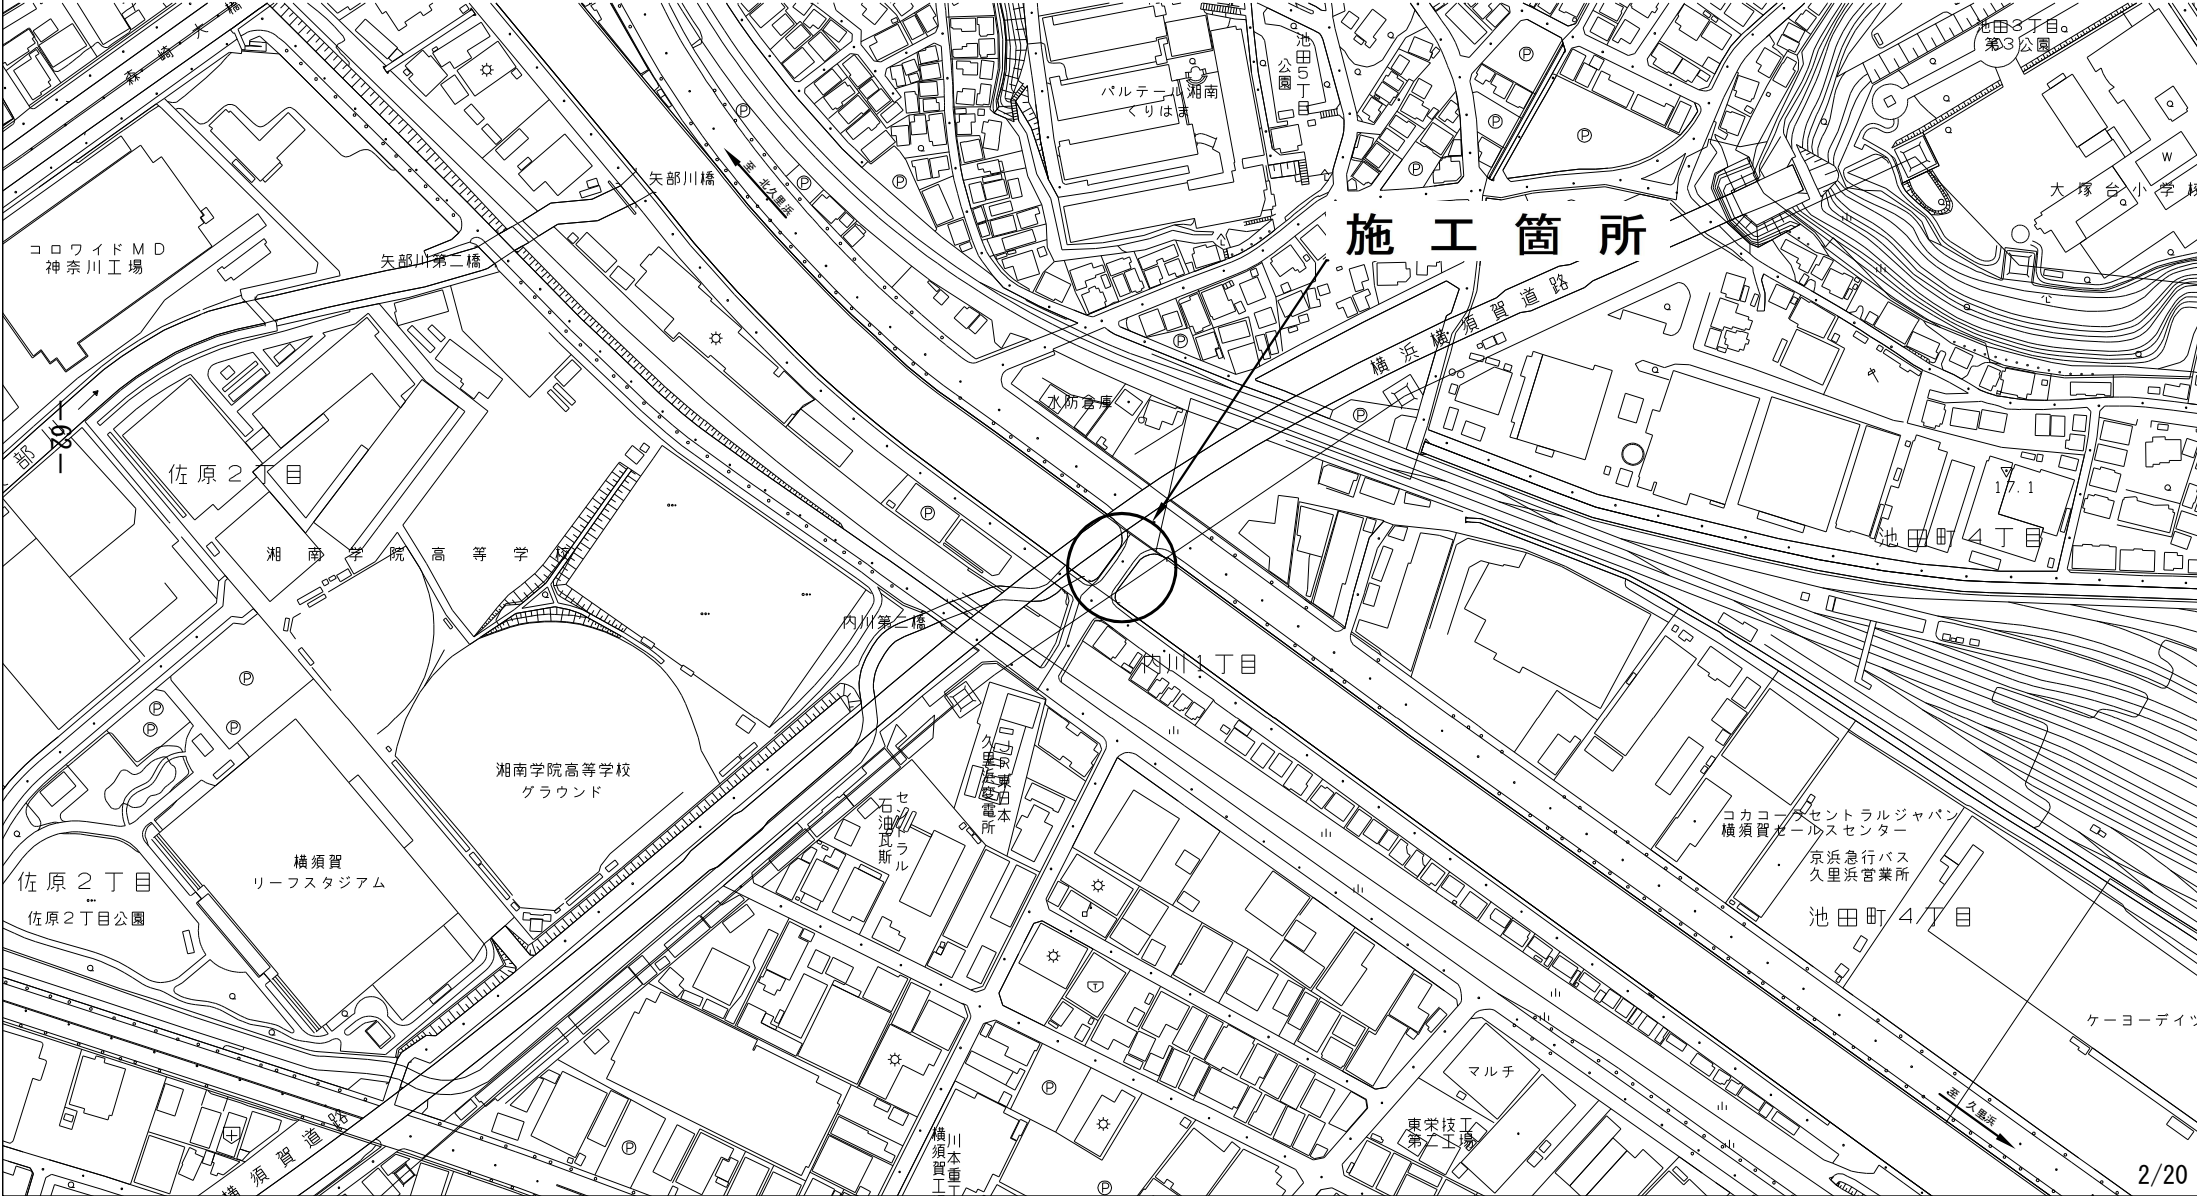 森崎大橋
池田5丁目
公園
池田3丁目
第3公園
パルテール湘南
くりはま
矢部川橋
至 北久里浜
大塚台小学校
W
コロワイドMD
神奈川工場
矢部川第二橋
施工箇所
横浜横須賀道路
水防倉庫
―62―
部
佐原2丁目
17.1
池田町4丁目
湘南学院高等学校
内川第二橋
内川1丁目
湘南学院高等学校
グラウンド
JR東日本
久里浜変電所
セントラル
石油瓦斯
コカコーラセントラルジャパン
横須賀セールスセンター
京浜急行バス
久里浜営業所
池田町4丁目
横須賀
リーフスタジアム
佐原2丁目
佐原2丁目公園
ケーヨーデイツ
マルチ
至 久里浜
東栄技工
第二工場
川本重工
横須賀工
横須賀道路
2/20